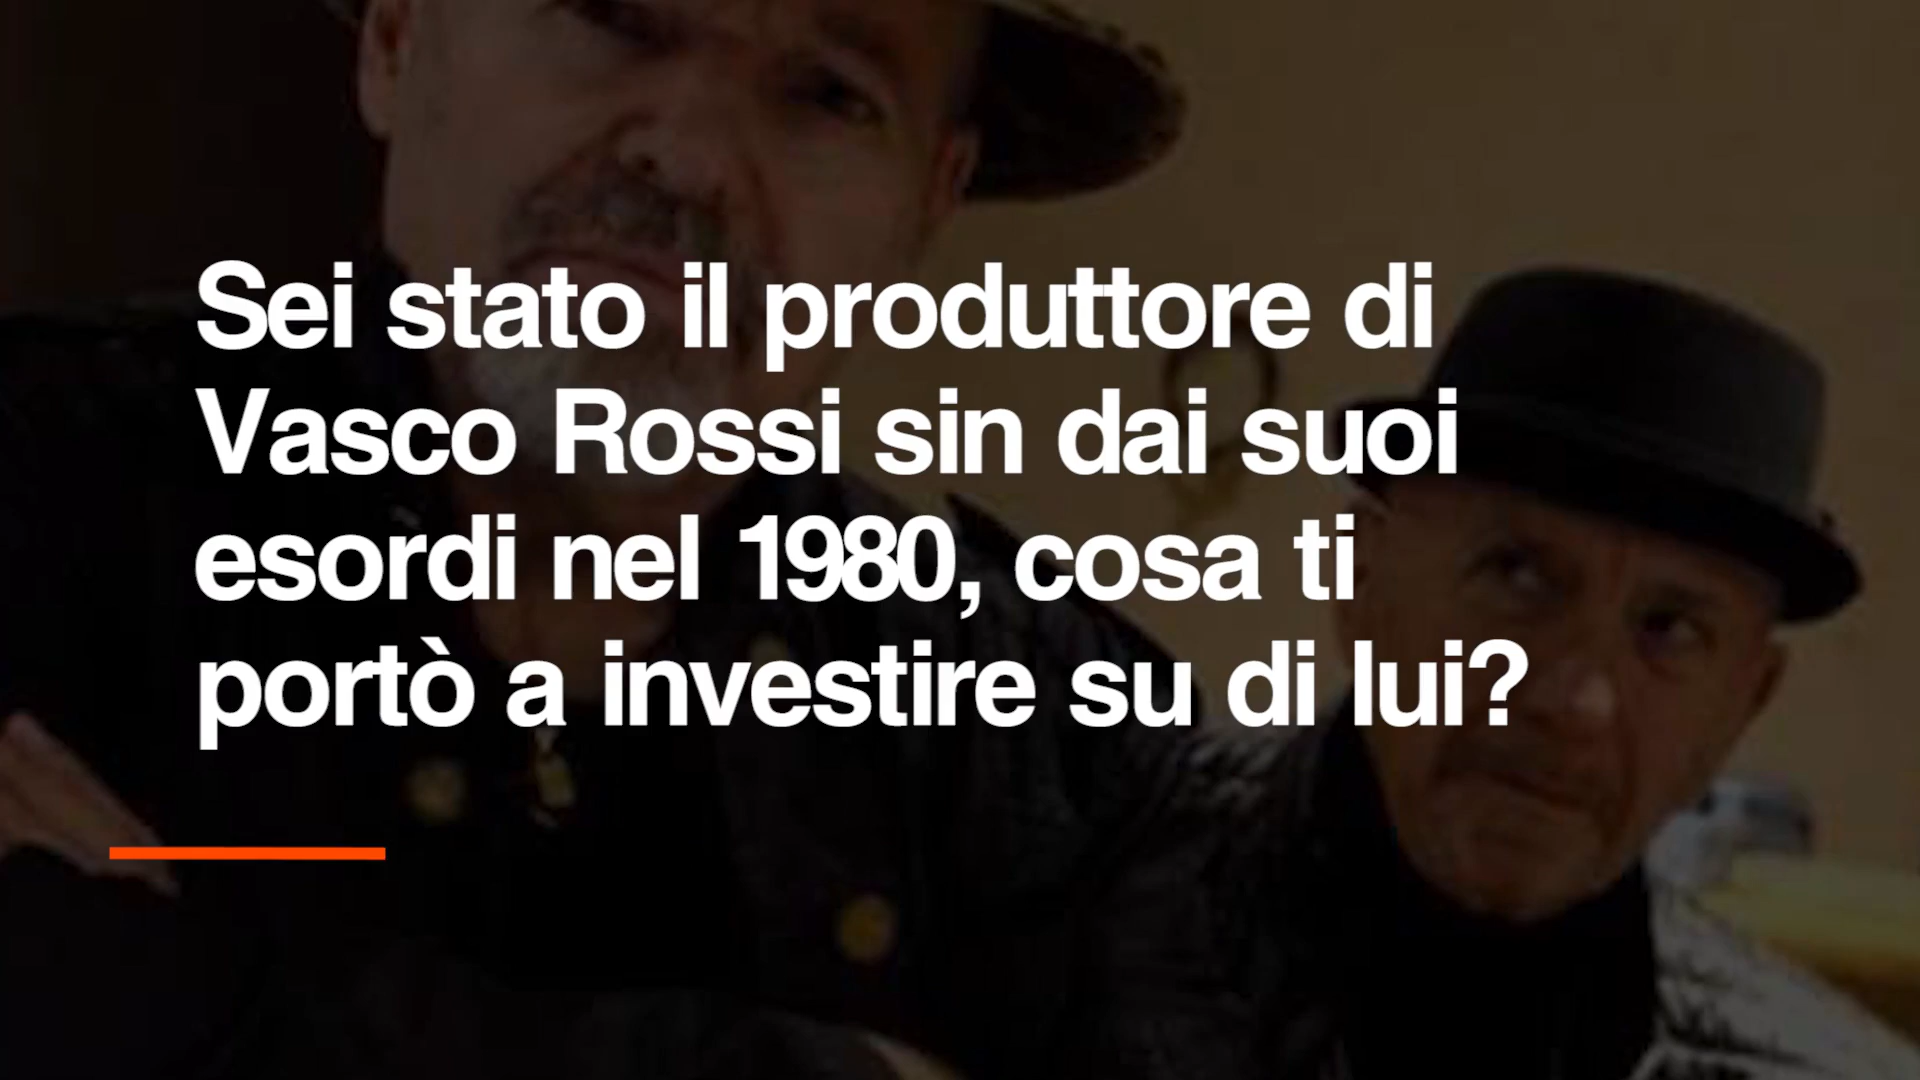 Sei stato il produttore di
Vasco Rossi sin dai suoi
esordi nel 1980, cosa ti
portò a investire su di lui?